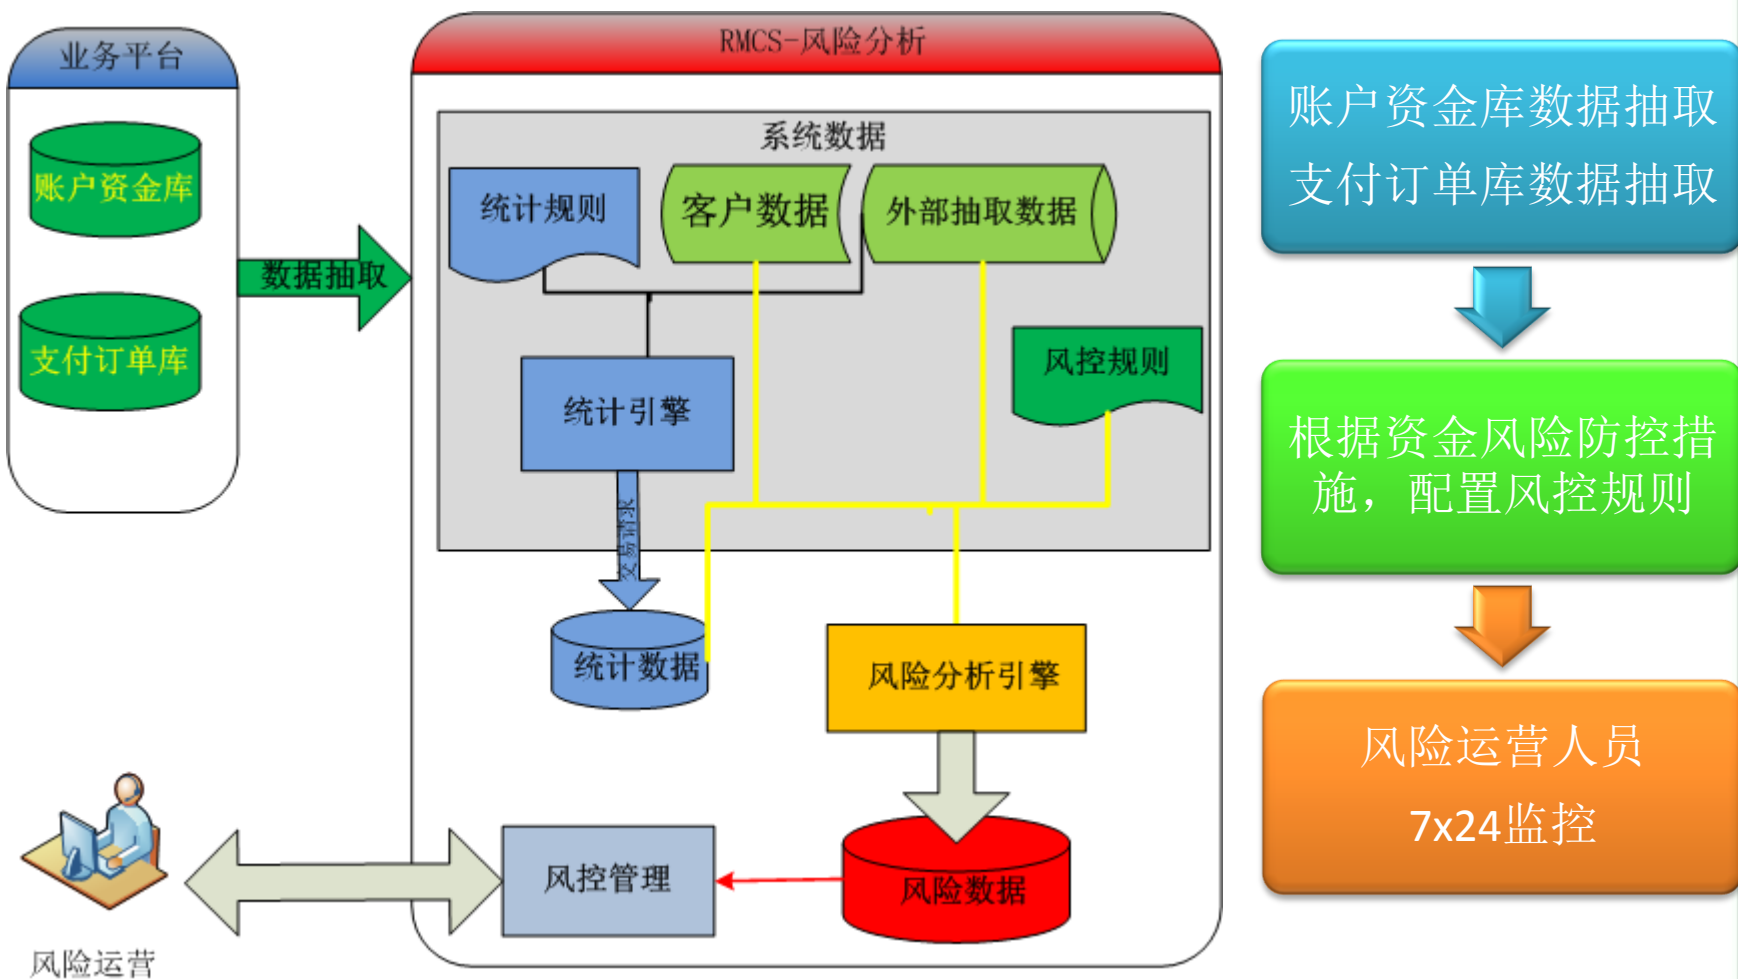 业务平台
账户资金库
支付订单库
数据抽取
RMCS-风险分析
系统数据
统计规则
客户数据
外部抽取数据
风控规则
统计引擎
交易请求
统计数据
风险分析引擎
风控管理
风险数据
风险运营
账户资金库数据抽取
支付订单库数据抽取
根据资金风险防控措
施，配置风控规则
风险运营人员
7x24监控